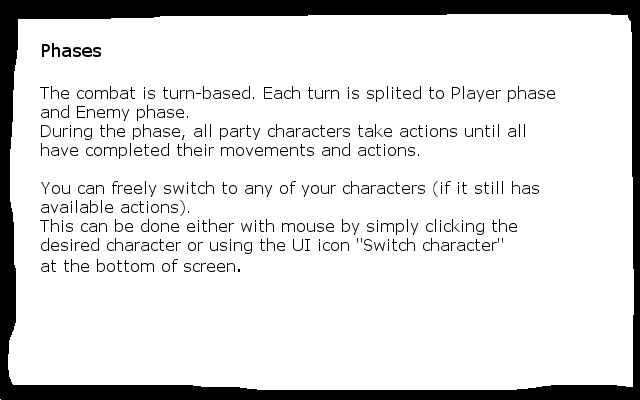 Phases
The combat is turn-based. Each turn is splited to Player phase
and Enemy phase.
During the phase, all party characters take actions until all
have completed their movements and actions.
You can freely switch to any of your characters (if it still has
available actions).
This can be done either with mouse by simply clicking the
desired character or using the UI icon "Switch character"
at the bottom of screen.